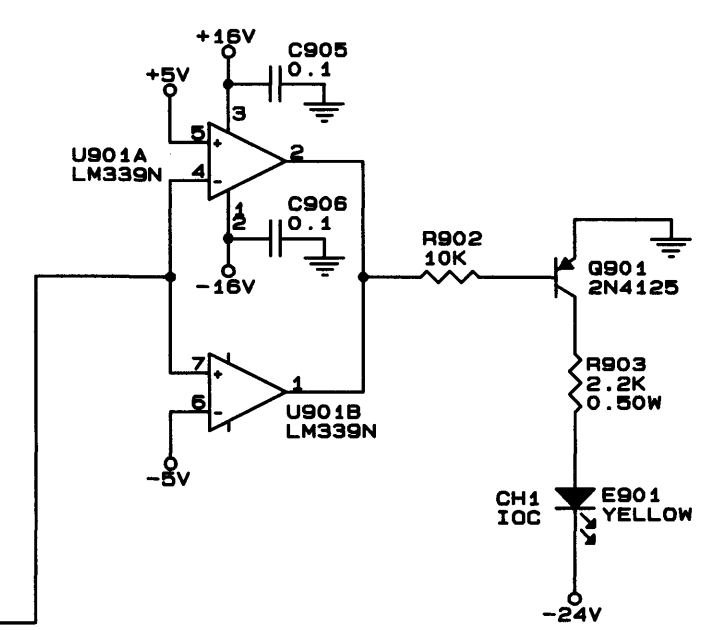 +16V
C905
0.1
+5V
3
5
+
U901A
LM339N
4
-
2
1
2
C906
0.1
-16V
R902
10K
Q901
2N4125
7
+
6
-
1
U901B
LM339N
-5V
R903
2.2K
0.50W
CH1
IOC
E901
YELLOW
-24V